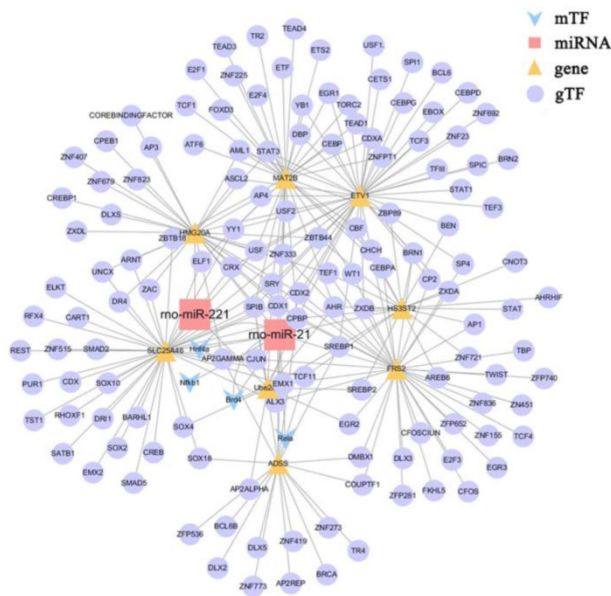 mTF
miRNA
gene
gTF
TEAD4
TEAD3
TR2
ETS2
USF1.
E2F1
ZNF225
ETF
SPI1
BCL6
TCF1
E2F4
EGR1
CETS1
CEBPD
FOXD3
YB1
TORC2
CEBPG
COREBINDINGFACTOR
TEAD1
EBOX
ZNF692
DBP
CPEB1
AP3
ATF6
AML1
STAT3
CEBP
CDXA
TCF3
ZNF23
ZNF407
ZNFPT1
ZNF679
ZNF823
ASCL2
MAT2B
TFIII
SPIC
BRN2
CREBP1
AP4
ETV1
STAT1
DLX5
USF2
ZBP89
TEF3
ZXDL
HMG20A
YY1
CBF
BEN
ZBTB18
ZBTB44
ARNT
USF
ZNF333
CHCH
BRN1
UNCX
ELF1
CRX
CEBPA
SP4
ELKT
ZAC
SRY
TEF1
WT1
CP2
ZXDA
CNOT3
DR4
CDX2
RFX4
CART1
rno-miR-221
SPIB
CDX1
AHR
ZXDB
HS3ST2
STAT
AHRHIF
CPBP
AP1
REST
ZNF515
SMAD2
Hnf4a
rno-miR-21
SREBP1
SLC25A46
AP2GAMMA
CJUN
ZNF721
TBP
PUR1
CDX
SOX10
Nfkb1
TCF11
FRS2
TWIST
EMX1
AREB6
ZFP740
TST1
RHOXF1
BARHL1
Brd4
SREBP2
DRI1
ALX3
ZNF836
ZN451
SOX4
EGR2
CFOSCILIN
ZFP652
SATB1
SOX2
CREB
Rela
ZNF155
TCF4
EMX2
SOX18
DMBX1
DLX3
E2F3
EGR3
SMAD5
ADSS
COUPTF1
ZFP281
FKHL5
CFOS
AP2ALPHA
ZFP536
BCL6B
ZNF273
DLX5
ZNF419
TR4
DLX2
BRCA
ZNF773
AP2REP